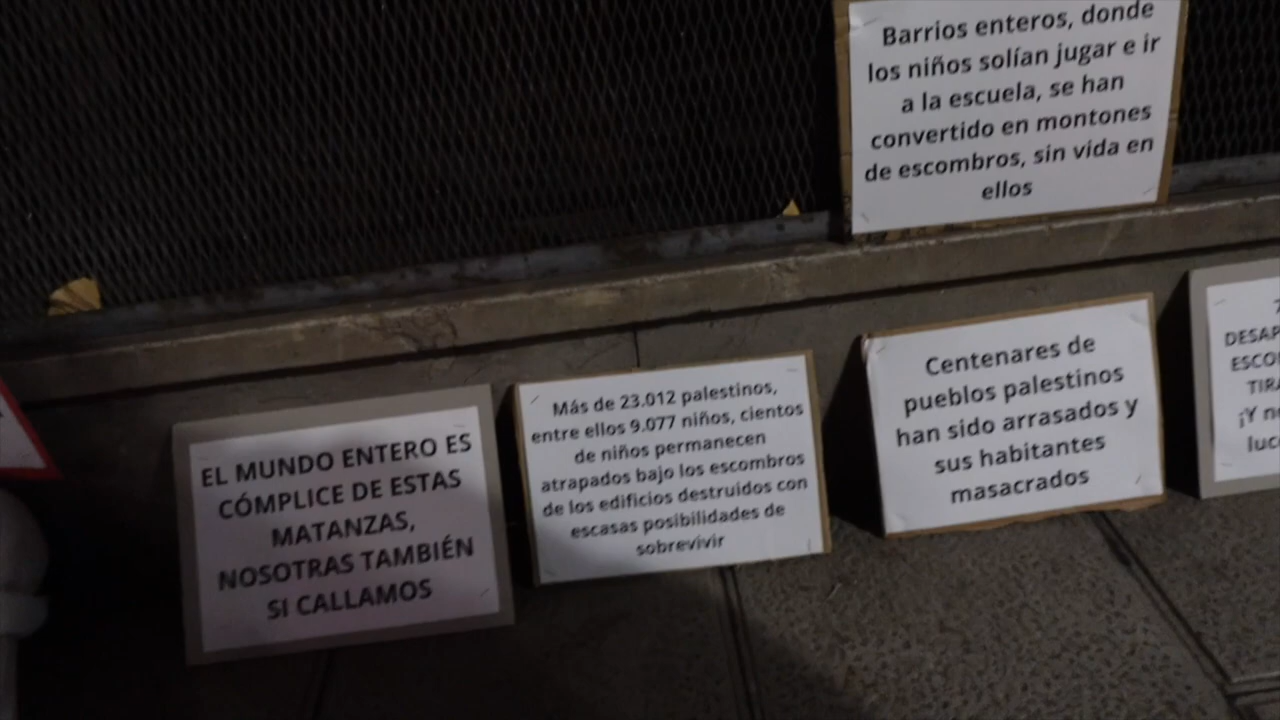 Barrios enteros, donde
los niños solían jugar e ir
a la escuela, se han
convertido en montones
de escombros, sin vida en
ellos
EL MUNDO ENTERO ES
CÓMPLICE DE ESTAS
MATANZAS,
NOSOTRAS TAMBIÉN
SI CALLAMOS
Más de 23.012 palestinos,
entre ellos 9.077 niños, cientos
de niños permanecen
atrapados bajo los escombros
de los edificios destruidos con
escasas posibilidades de
sobrevivir
Centenares de
pueblos palestinos
han sido arrasados y
sus habitantes
masacrados
¡Y